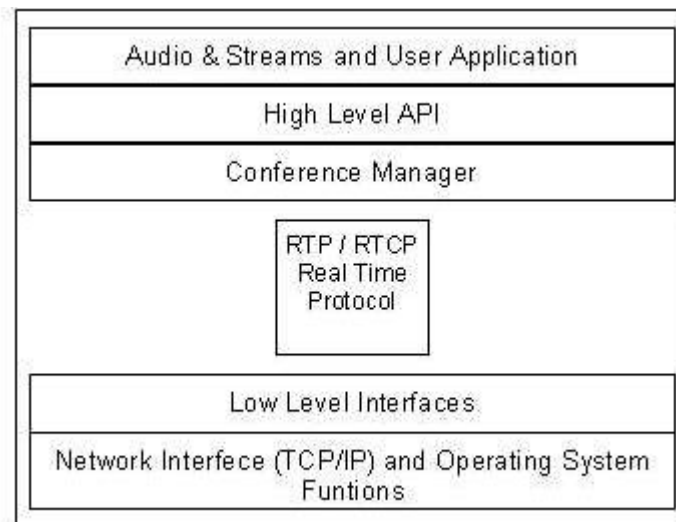 Audio & Streams and User Application
High Level API
Conference Manager
RTP / RTCP
Real Time
Protocol
Low Level Interfaces
Network Interfece (TCP/IP) and Operating System
Funtions